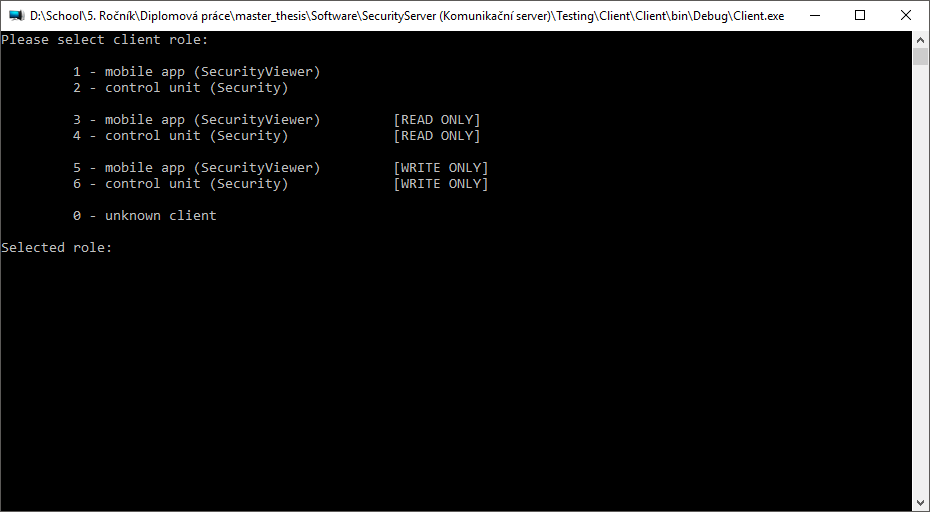 D:\School\5. Ročník\Diplomová práce\master_thesis\Software\SecurityServer (Komunikační server)\Testing\Client\Client\bin\Debug\Client.exe
Please select client role:
1 - mobile app (SecurityViewer)
2 - control unit (Security)
3 - mobile app (SecurityViewer) [READ ONLY]
4 - control unit (Security) [READ ONLY]
5 - mobile app (SecurityViewer) [WRITE ONLY]
6 - control unit (Security) [WRITE ONLY]
0 - unknown client
Selected role: